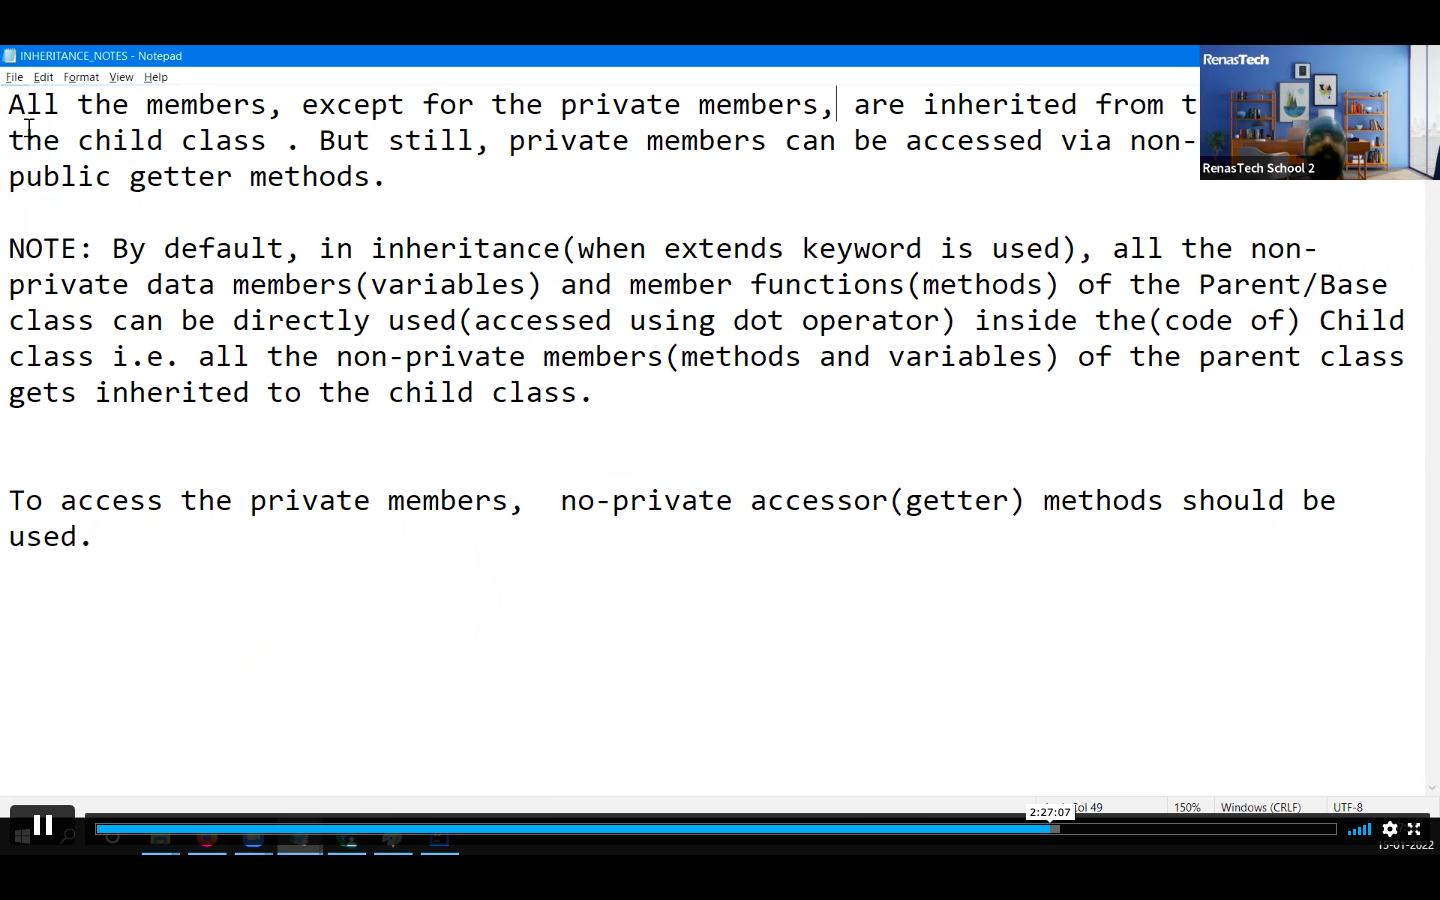 INHERITANCE_NOTES - Notepad
File Edit Format View Help
RenasTech
All the members, except for the private members, are inherited from
the child class . But still, private members can be accessed via non-
public getter methods.
RenasTech School 2
NOTE: By default, in inheritance(when extends keyword is used), all the non-
private data members(variables) and member functions(methods) of the Parent/Base
class can be directly used(accessed using dot operator) inside the(code of) Child
class i.e. all the non-private members(methods and variables) of the parent class
gets inherited to the child class.
To access the private members,  no-private accessor(getter) methods should be
used.
Col 49 150% Windows (CRLF) UTF-8
2:27:07